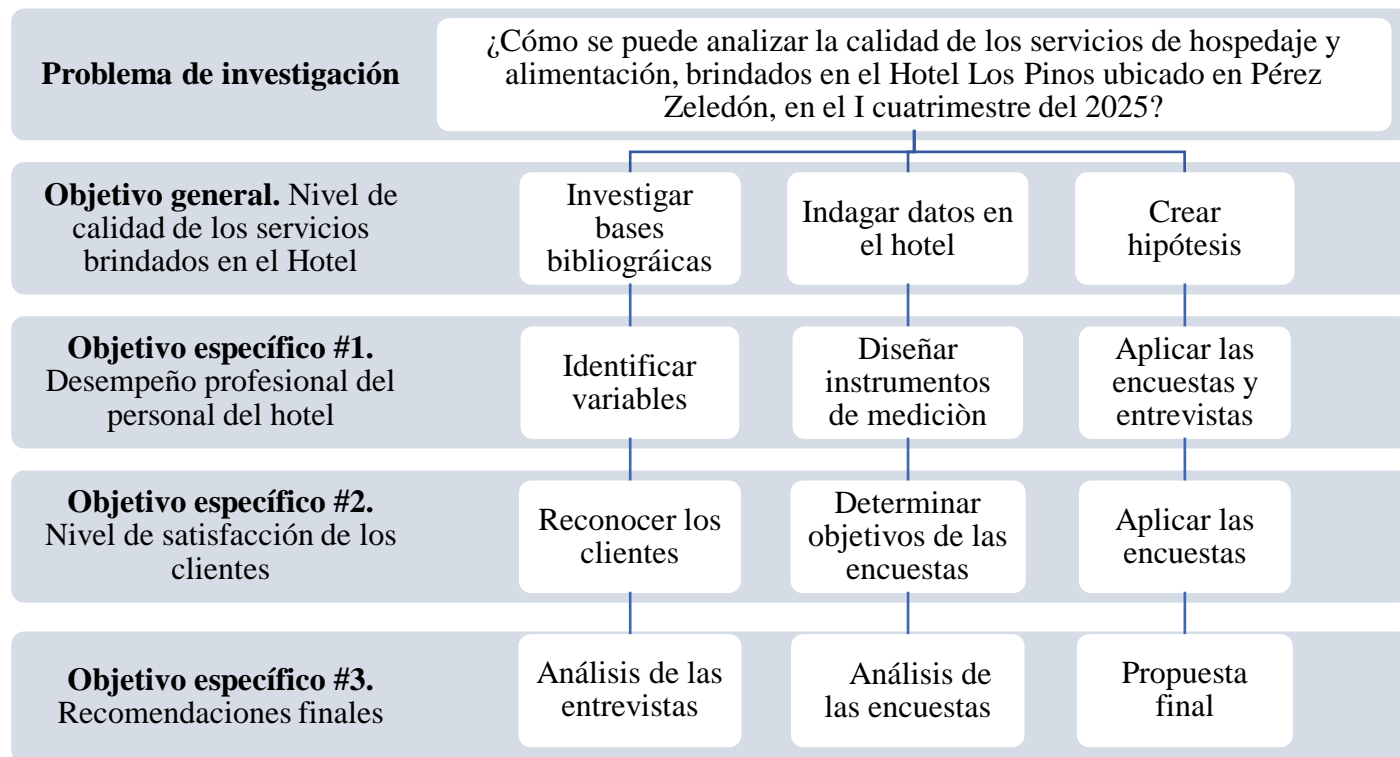 Problema de investigación
¿Cómo se puede analizar la calidad de los servicios de hospedaje y
alimentación, brindados en el Hotel Los Pinos ubicado en Pérez
Zeledón, en el I cuatrimestre del 2025?
Objetivo general. Nivel de
calidad de los servicios
brindados en el Hotel
Investigar
bases
bibliográicas
Indagar datos en
el hotel
Crear
hipótesis
Objetivo específico #1.
Desempeño profesional del
personal del hotel
Identificar
variables
Diseñar
instrumentos
de mediciòn
Aplicar las
encuestas y
entrevistas
Objetivo específico #2.
Nivel de satisfacción de los
clientes
Reconocer los
clientes
Determinar
objetivos de las
encuestas
Aplicar las
encuestas
Objetivo específico #3.
Recomendaciones finales
Análisis de las
entrevistas
Análisis de
las encuestas
Propuesta
final